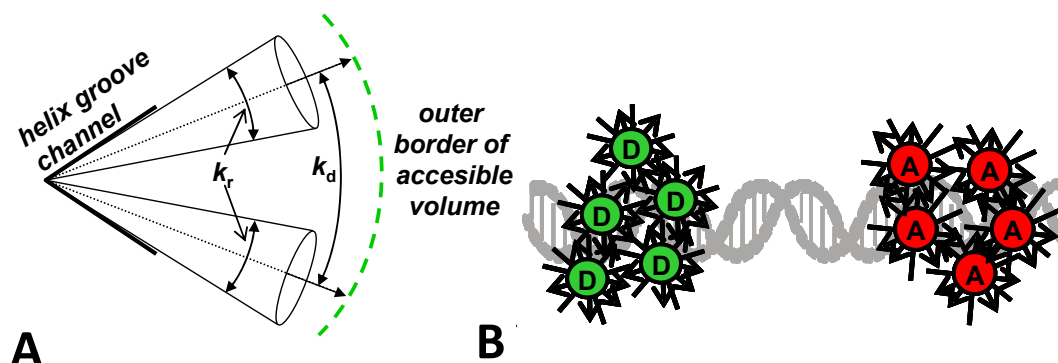 helix groove
channel
k_r
k_d
outer
border of
accesible
volume
A
D
D
D
D
D
A
A
A
A
A
B